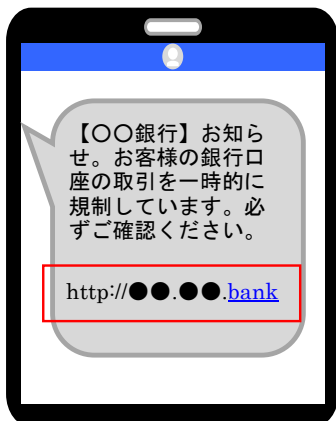 【〇〇銀行】お知ら
せ。お客様の銀行口
座の取引を一時的に
規制しています。必
ずご確認ください。
http://●●.●●.bank